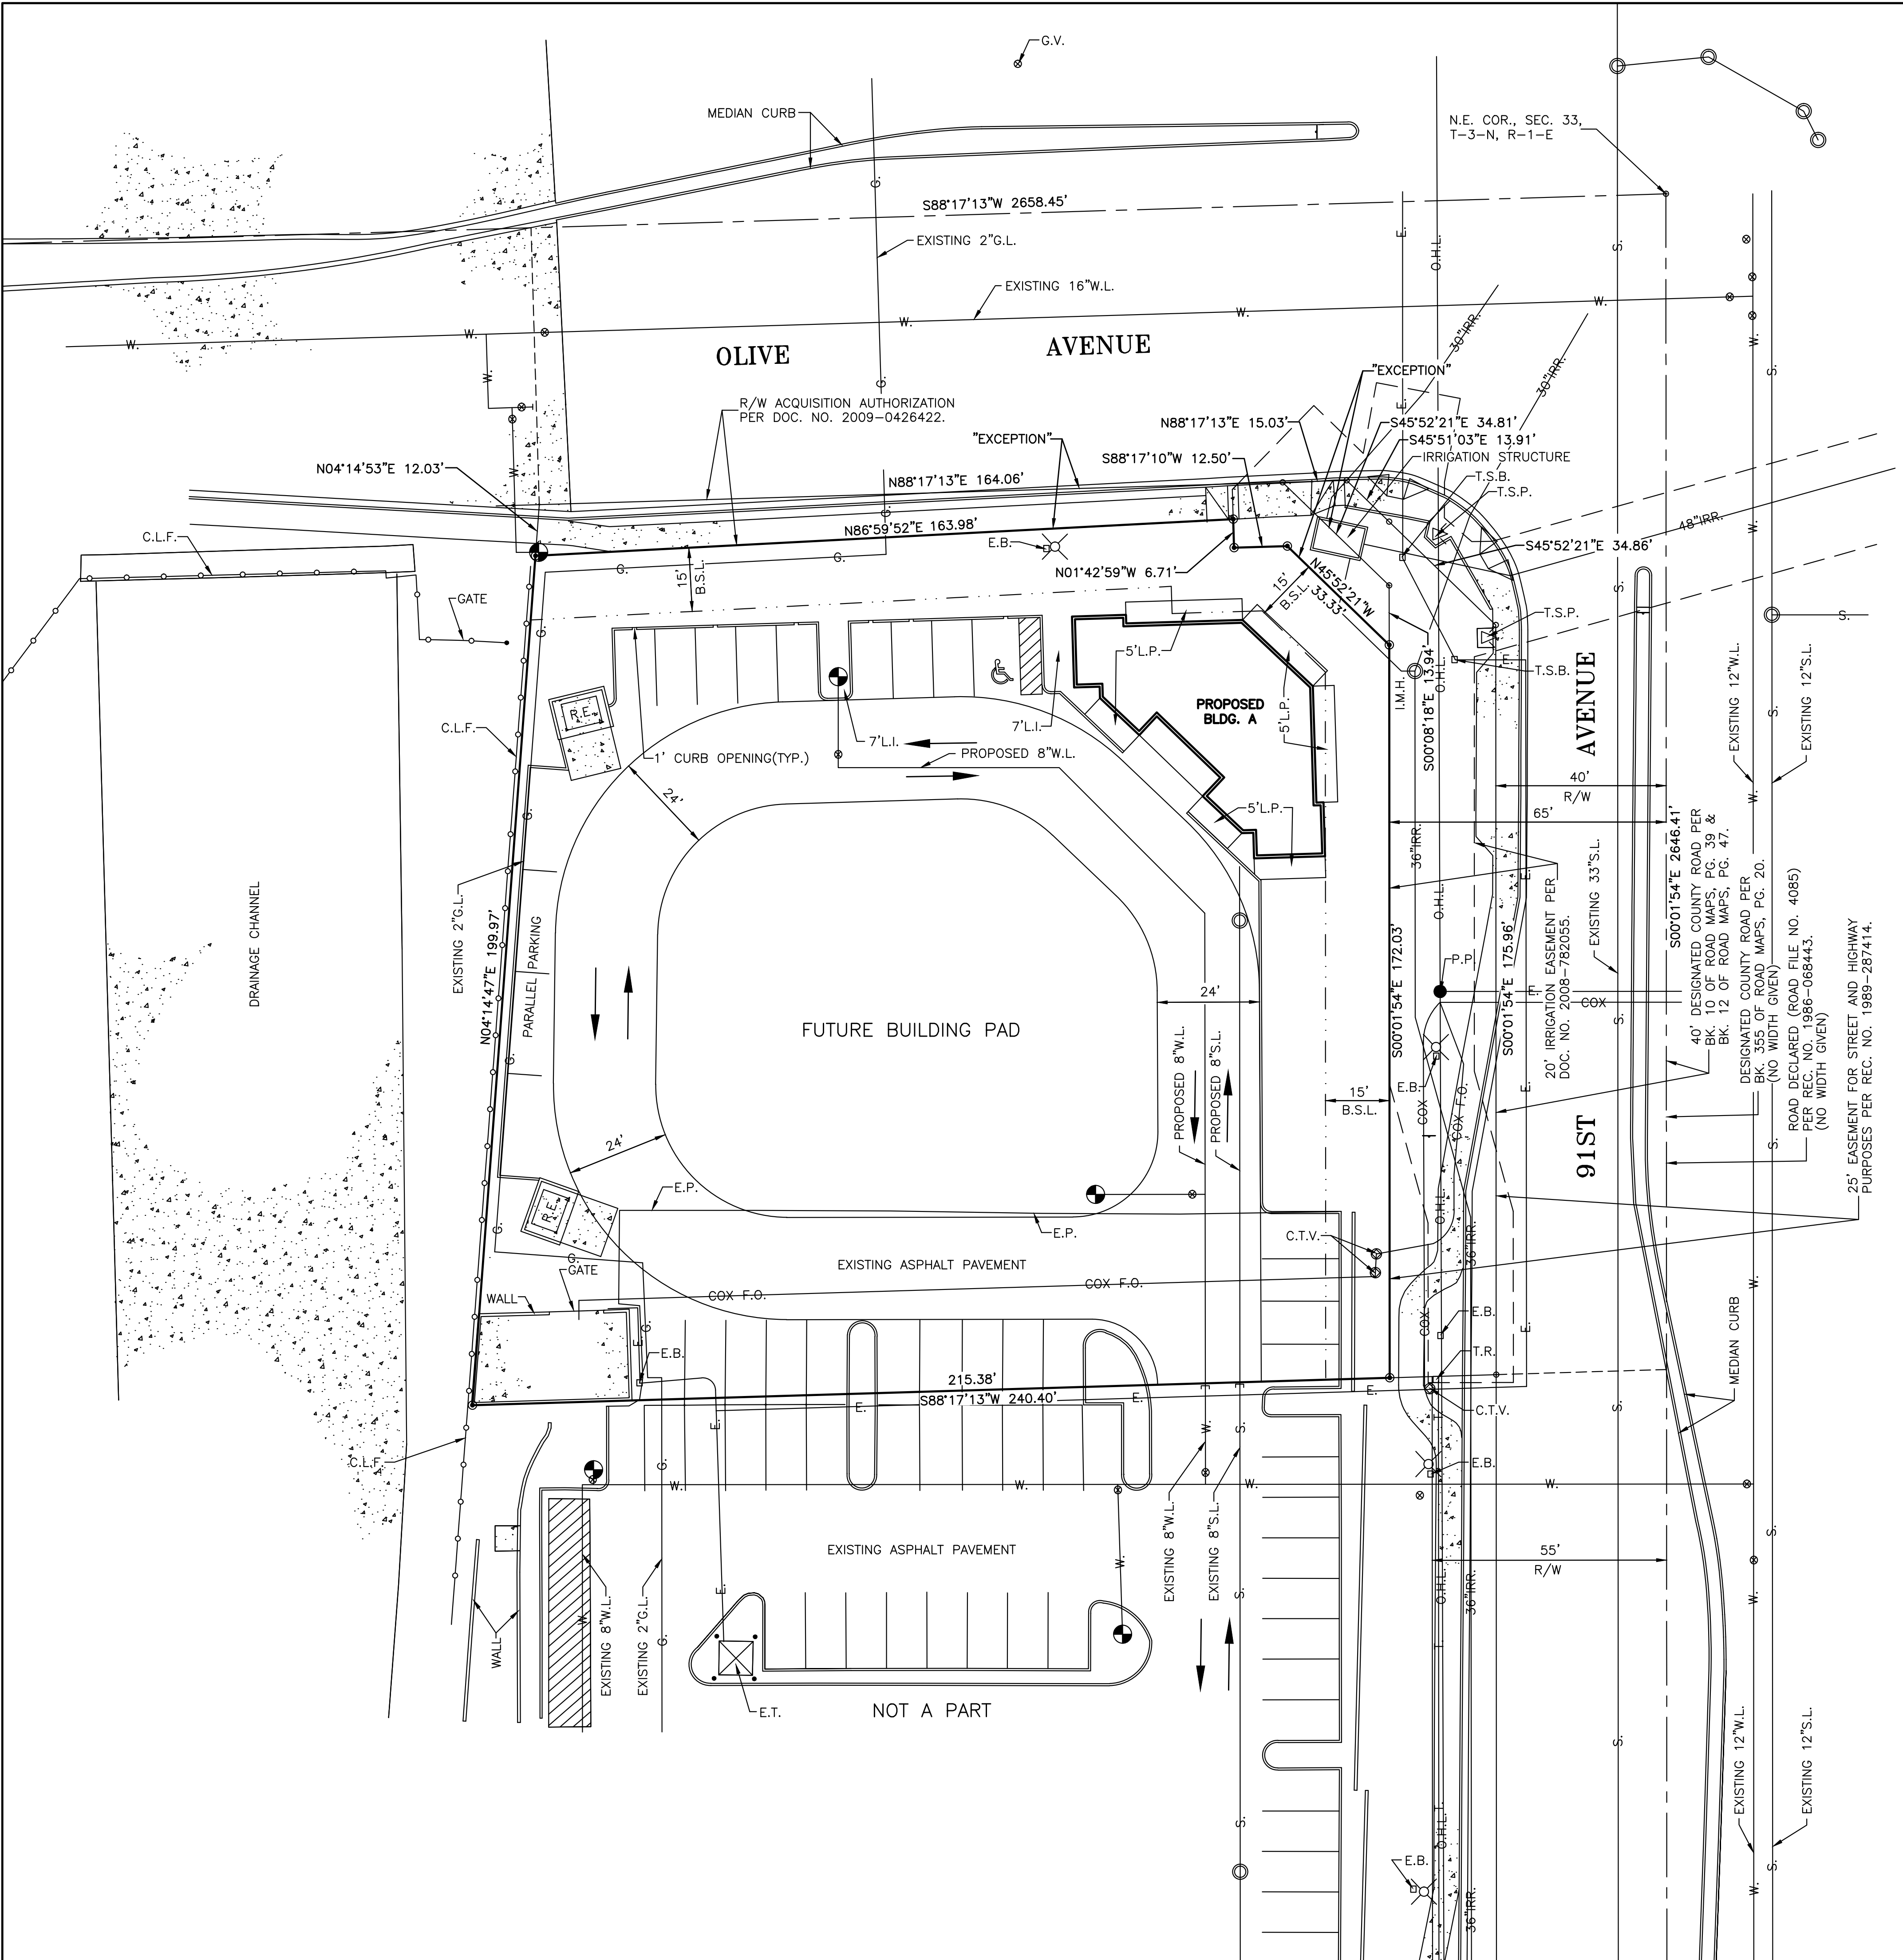 G.V.
MEDIAN CURB
N.E. COR., SEC. 33,
T-3-N, R-1-E
S88°17'13"W 2658.45'
G.
E.
O.H.L.
S.
EXISTING 2"G.L.
EXISTING 16"W.L.
W.
W.
W.
W.
W.
OLIVE AVENUE
30"IRR.
30"IRR.
"EXCEPTION"
R/W ACQUISITION AUTHORIZATION
PER DOC. NO. 2009-0426422.
N88°17'13"E 15.03'
S45°52'21"E 34.81'
S45°51'03"E 13.91'
IRRIGATION STRUCTURE
"EXCEPTION"
S88°17'10"W 12.50'
T.S.B.
T.S.P.
N04°14'53"E 12.03'
N88°17'13"E 164.06'
N86°59'52"E 163.98'
48"IRR.
C.L.F.
E.B.
S45°52'21"E 34.86'
N01°42'59"W 6.71'
N45°52'21"W
33.33'
15'
B.S.L.
15'
B.S.L.
GATE
T.S.P.
S.
5'L.P.
5'L.P.
T.S.B.
PROPOSED
BLDG. A
I.M.H.
S00°08'18"E 13.94'
R.E.
C.L.F.
7'L.I.
7'L.I.
1' CURB OPENING(TYP.)
PROPOSED 8"W.L.
91ST AVENUE
EXISTING 12"W.L.
EXISTING 12"S.L.
40'
R/W
65'
24'
5'L.P.
36"IRR.
DRAINAGE CHANNEL
EXISTING 2"G.L.
N04°14'47"E 199.97'
PARALLEL PARKING
FUTURE BUILDING PAD
24'
S00°01'54"E 172.03'
S00°01'54"E 175.96'
P.P.
COX
20' IRRIGATION EASEMENT PER
DOC. NO. 2008-782055.
EXISTING 33"S.L.
S00°01'54"E 2646.41'
40' DESIGNATED COUNTY ROAD PER
BK. 10 OF ROAD MAPS, PG. 39 &
BK. 12 OF ROAD MAPS, PG. 47.
DESIGNATED COUNTY ROAD PER
BK. 355 OF ROAD MAPS, PG. 20.
(NO WIDTH GIVEN)
ROAD DECLARED (ROAD FILE NO. 4085)
PER REC. NO. 1986-068443.
(NO WIDTH GIVEN)
25' EASEMENT FOR STREET AND HIGHWAY
PURPOSES PER REC. NO. 1989-287414.
PROPOSED 8"W.L.
PROPOSED 8"S.L.
15'
B.S.L.
E.B.
COX
COX F.O.
24'
R.E.
E.P.
E.P.
C.T.V.
O.H.L.
36"IRR.
GATE
EXISTING ASPHALT PAVEMENT
COX F.O.
COX F.O.
WALL
COX
E.B.
T.R.
MEDIAN CURB
E.B.
215.38'
S88°17'13"W 240.40'
E.
E.
E.
C.T.V.
C.L.F.
E.B.
W.
W.
W.
W.
EXISTING ASPHALT PAVEMENT
EXISTING 8"W.L.
EXISTING 8"S.L.
55'
R/W
O.H.L.
36"IRR.
WALL
EXISTING 8"W.L.
EXISTING 2"G.L.
E.T.
NOT A PART
EXISTING 12"W.L.
EXISTING 12"S.L.
O.H.L.
E.B.
36"IRR.